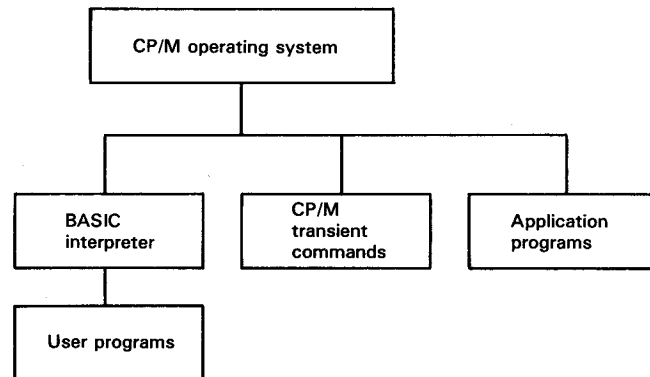 CP/M operating system
BASIC
interpreter
CP/M
transient
commands
Application
programs
User programs